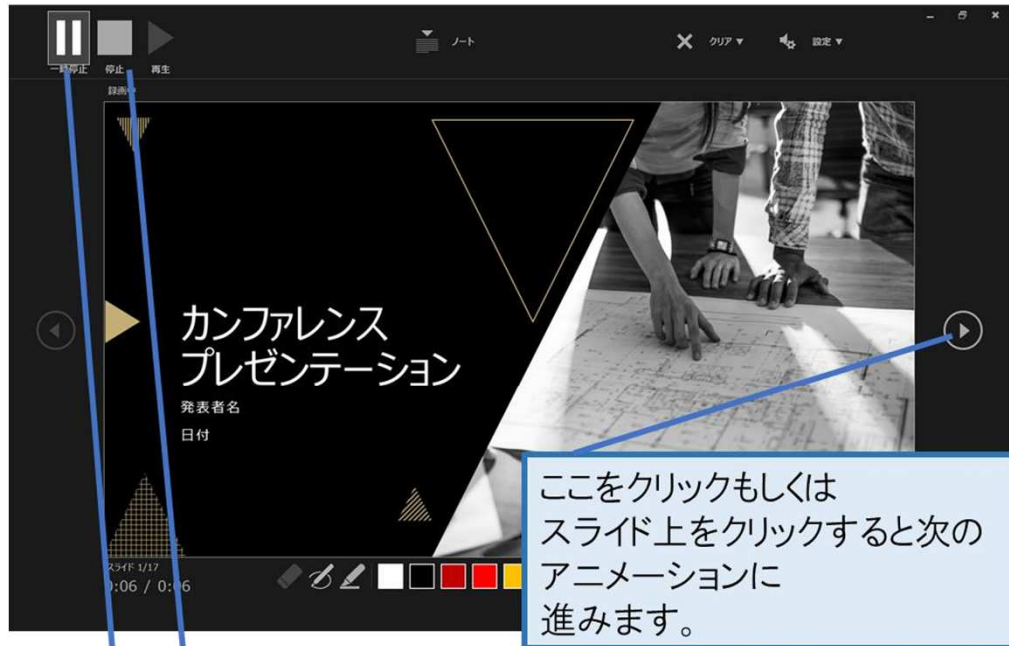 ノート
クリア ▼
設定 ▼
一時停止
停止
再生
録画中
カンファレンス
プレゼンテーション
発表者名
日付
スライド 1/17
0:06 / 0:06
ここをクリックもしくは
スライド上をクリックすると次の
アニメーションに
進みます。